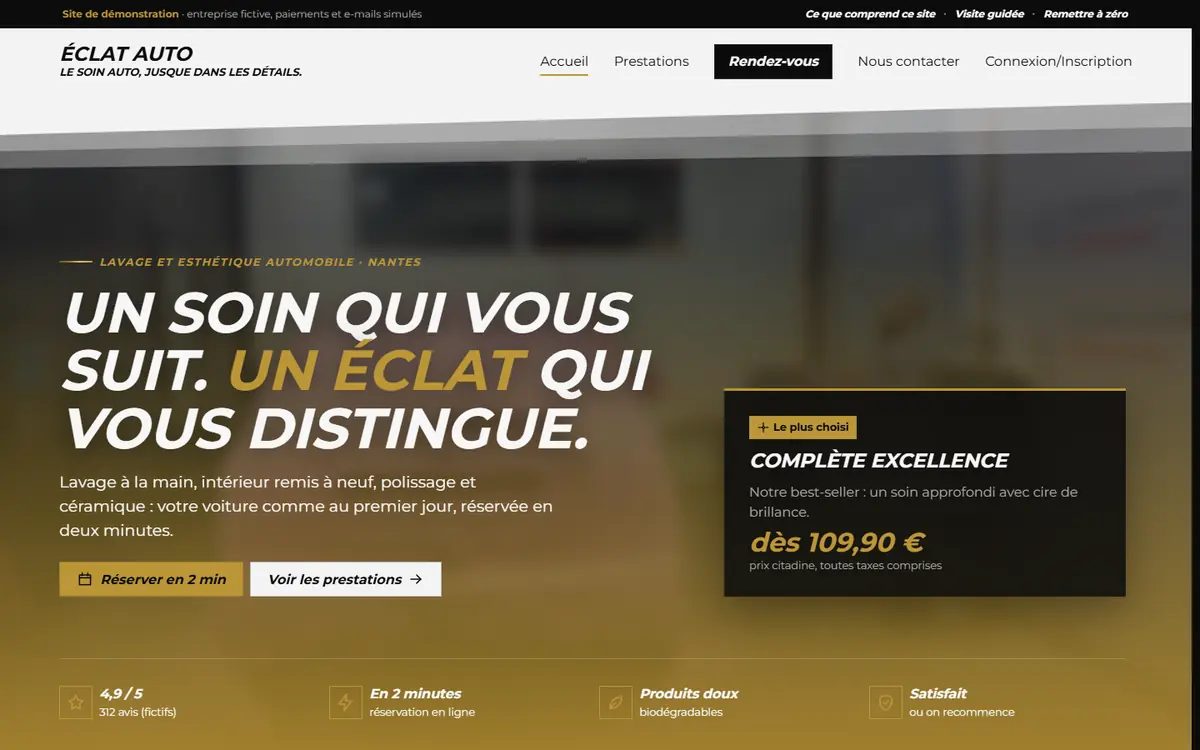 Site de démonstration · entreprise fictive, paiements et e-mails simulés
Ce que comprend ce site · Visite guidée · Remettre à zéro
ÉCLAT AUTO
LE SOIN AUTO, JUSQUE DANS LES DÉTAILS.
Accueil
Prestations
Rendez-vous
Nous contacter
Connexion/Inscription
LAVAGE ET ESTHÉTIQUE AUTOMOBILE · NANTES
UN SOIN QUI VOUS
SUIT. UN ÉCLAT QUI
VOUS DISTINGUE.
Lavage à la main, intérieur remis à neuf, polissage et
céramique : votre voiture comme au premier jour, réservée en
deux minutes.
Réserver en 2 min
Voir les prestations →
Le plus choisi
COMPLÈTE EXCELLENCE
Notre best-seller : un soin approfondi avec cire de
brillance.
dès 109,90 €
prix citadine, toutes taxes comprises
4,9 / 5
312 avis (fictifs)
En 2 minutes
réservation en ligne
Produits doux
biodégradables
Satisfait
ou on recommence